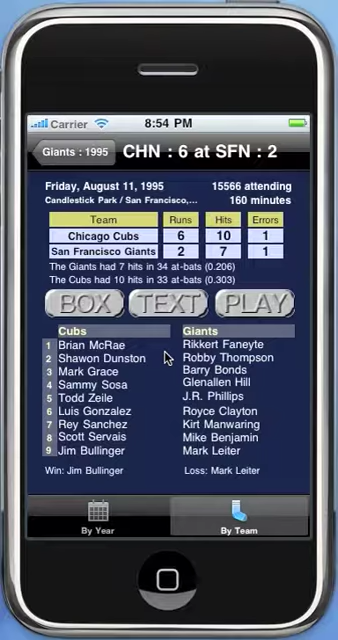 Carrier 8:54 PM
Giants : 1995 CHN : 6 at SFN : 2
Friday, August 11, 1995 15566 attending
Candlestick Park / San Francisco,... 160 minutes
Team Runs Hits Errors
Chicago Cubs 6 10 1
San Francisco Giants 2 7 1
The Giants had 7 hits in 34 at-bats (0.206)
The Cubs had 10 hits in 33 at-bats (0.303)
BOX TEXT PLAY
Cubs Giants
1 Brian McRae Rikkert Faneyte
2 Shawon Dunston Robby Thompson
3 Mark Grace Barry Bonds
4 Sammy Sosa Glenallen Hill
5 Todd Zeile J.R. Phillips
6 Luis Gonzalez Royce Clayton
7 Rey Sanchez Kirt Manwaring
8 Scott Servais Mike Benjamin
9 Jim Bullinger Mark Leiter
Win: Jim Bullinger Loss: Mark Leiter
By Year By Team